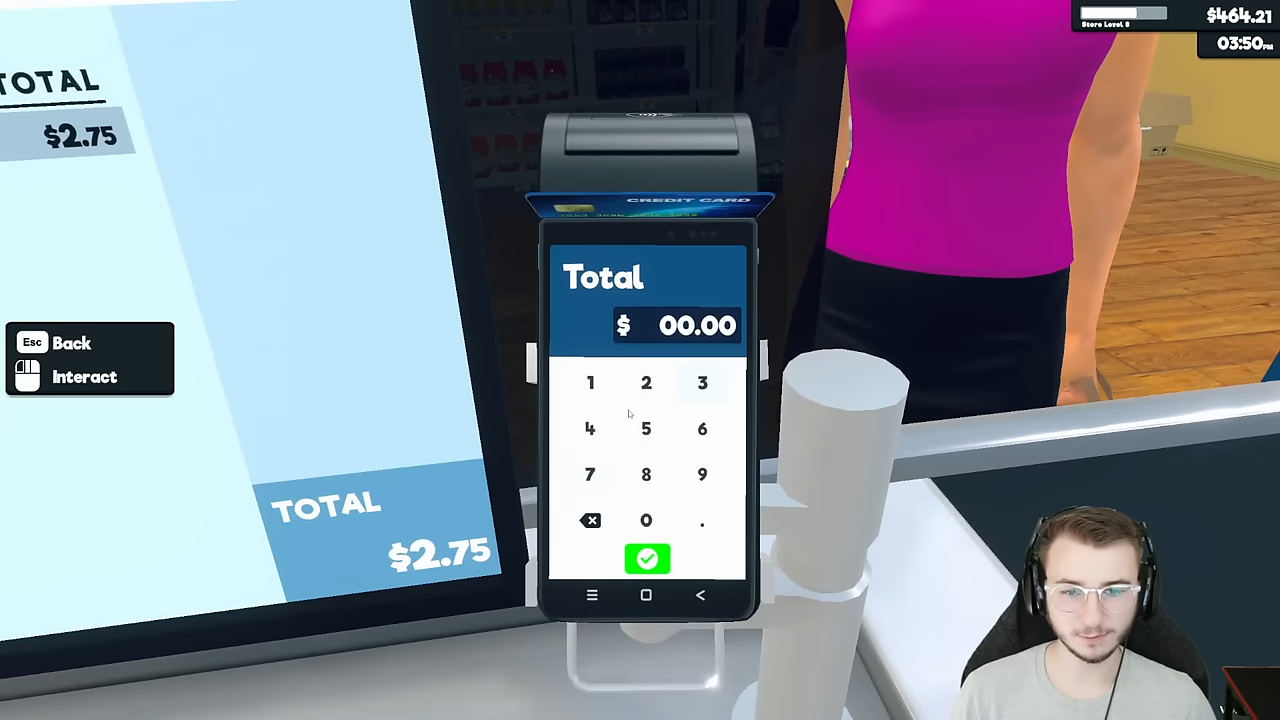 TOTAL
$2.75
Esc Back
Interact
TOTAL
$2.75
CREDIT CARD
Total
$ 00.00
1 2 3
4 5 6
7 8 9
0 .
Store Level 8
$464.21
03:50PM